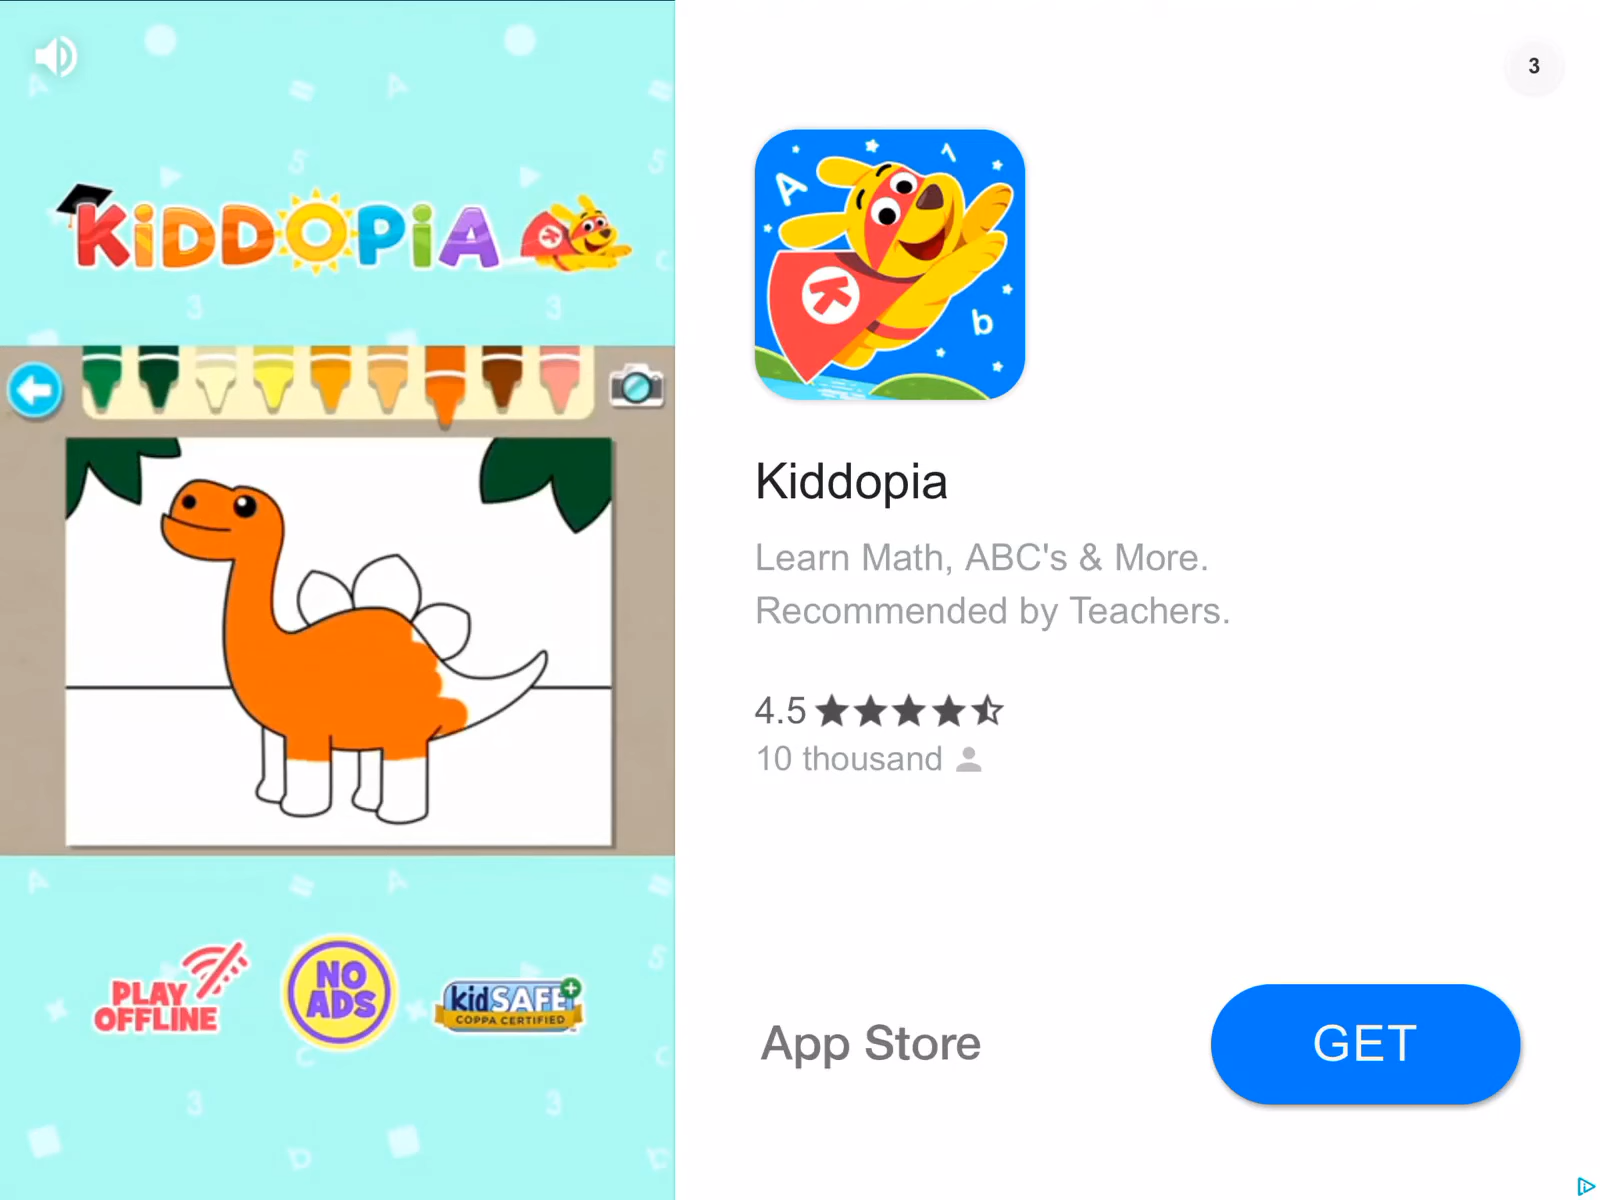 KiDDOPiA
K
PLAY
OFFLINE
NO
ADS
kidSAFE+
COPPA CERTIFIED
3
A
1
K
b
Kiddopia
Learn Math, ABC's & More.
Recommended by Teachers.
4.5
10 thousand
App Store
GET